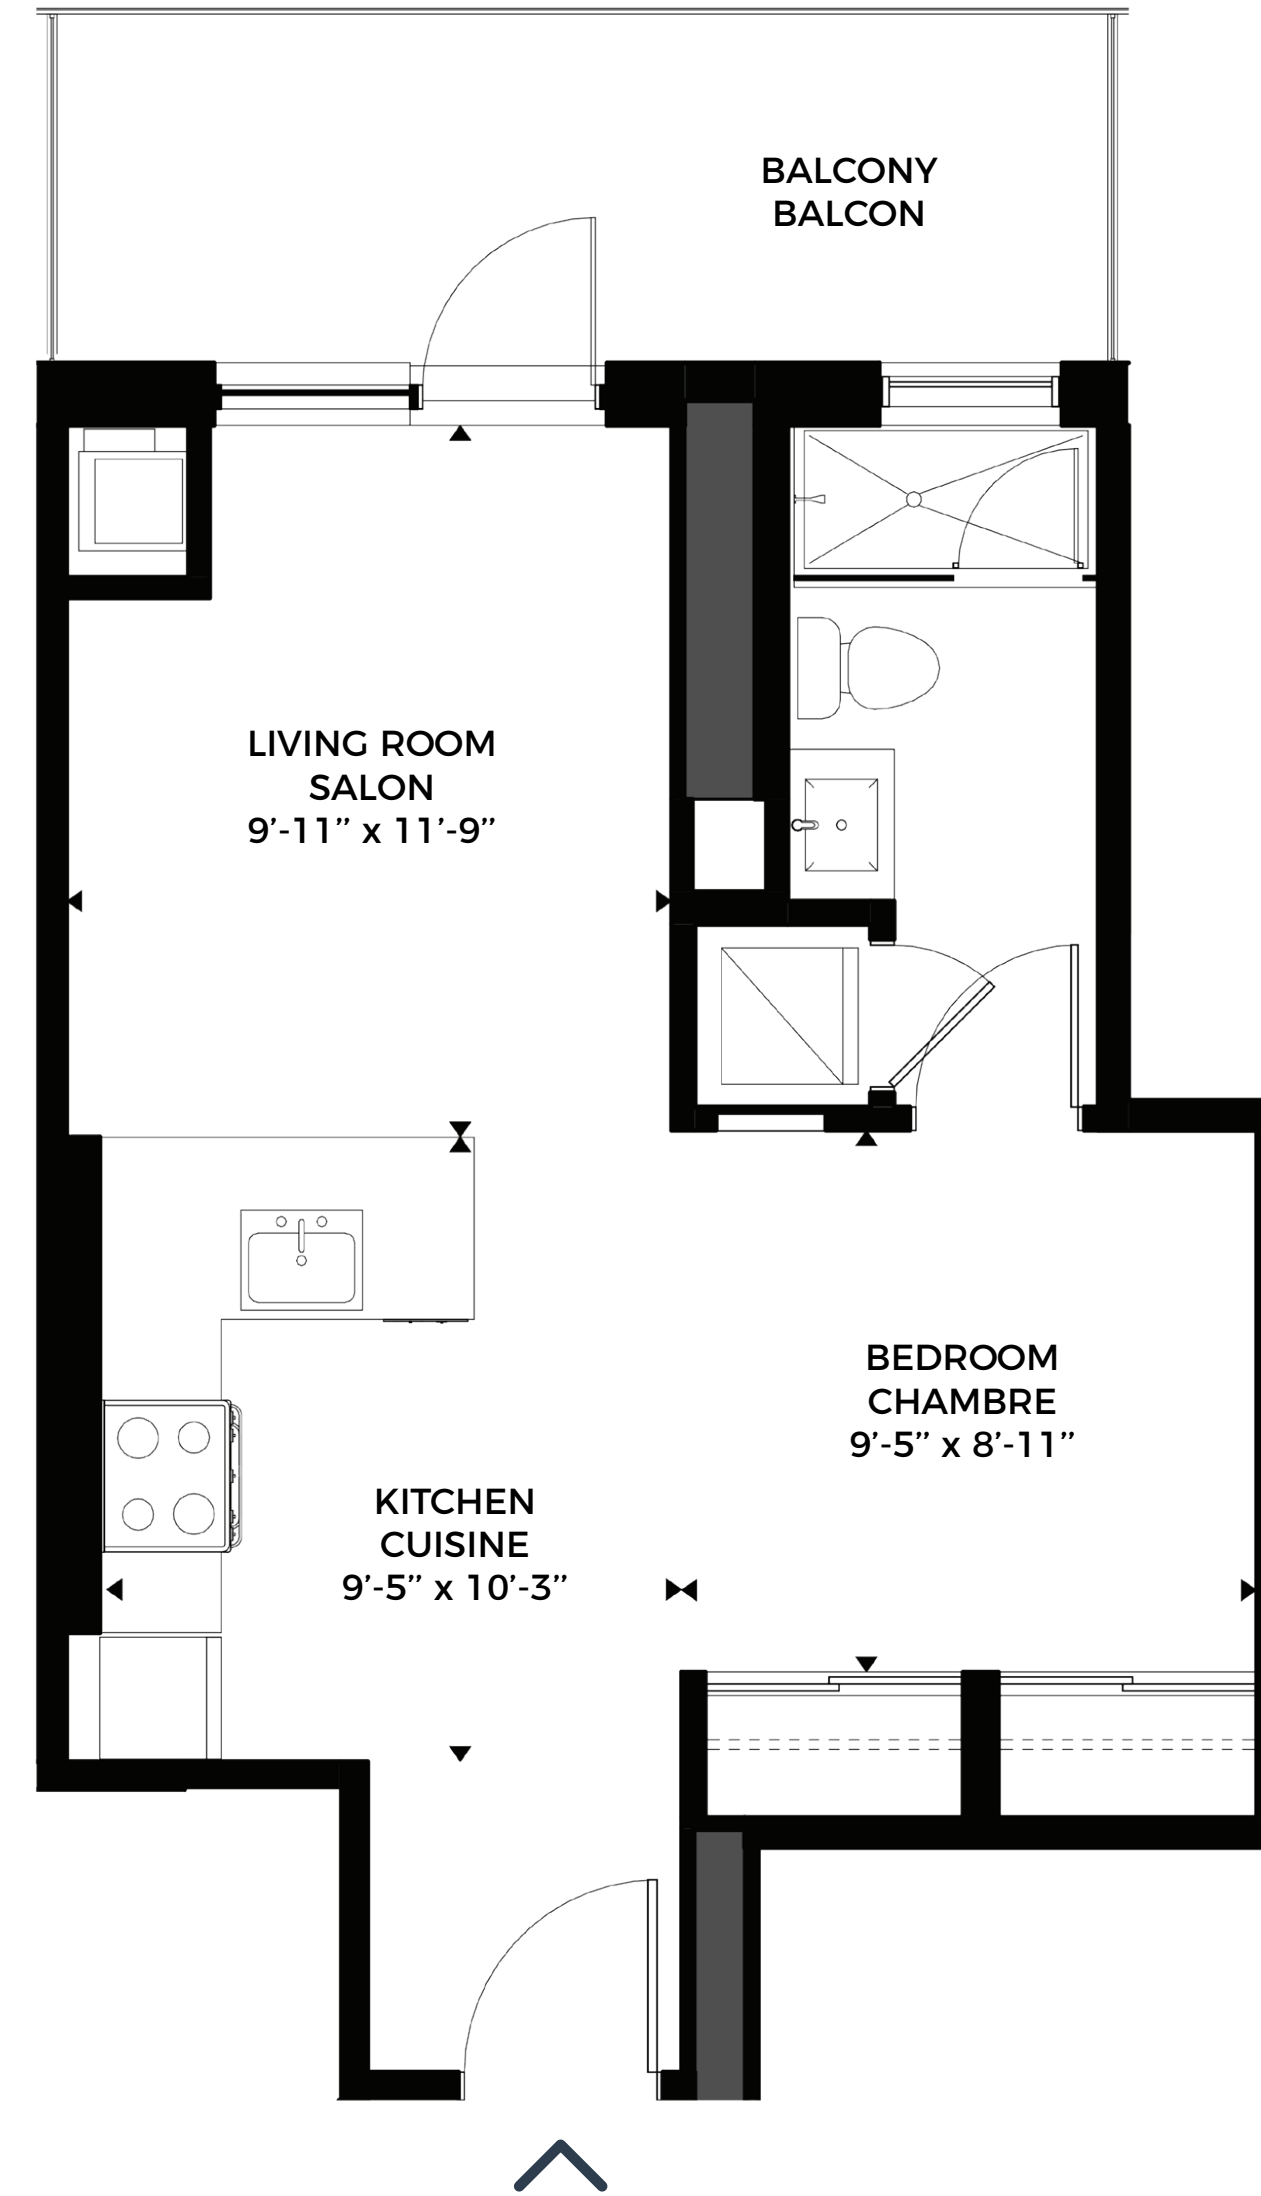 BALCONY
BALCON
LIVING ROOM
SALON
9’-11” x 11’-9”
BEDROOM
CHAMBRE
9’-5” x 8’-11”
KITCHEN
CUISINE
9’-5” x 10’-3”